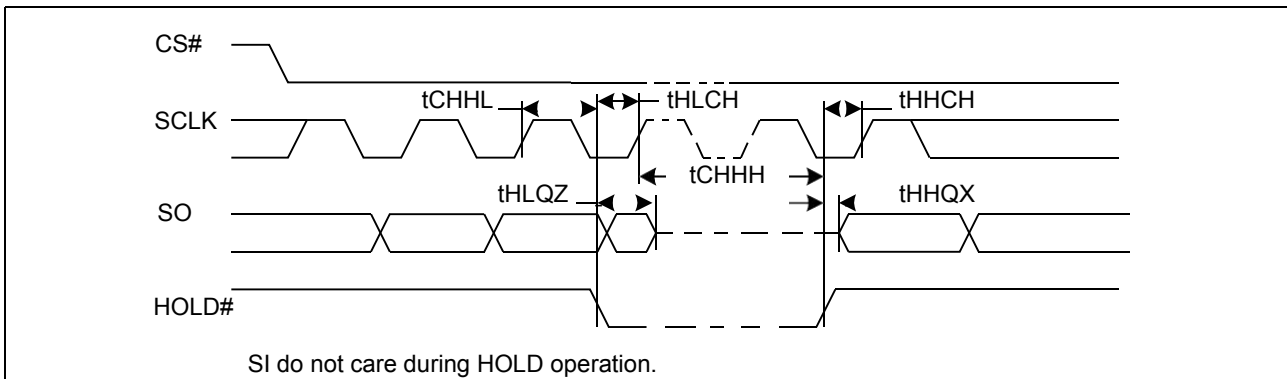 CS#
tCHHL tHLCH tHHCH
SCLK
tCHHH
tHLQZ tHHQX
SO
HOLD#
SI do not care during HOLD operation.